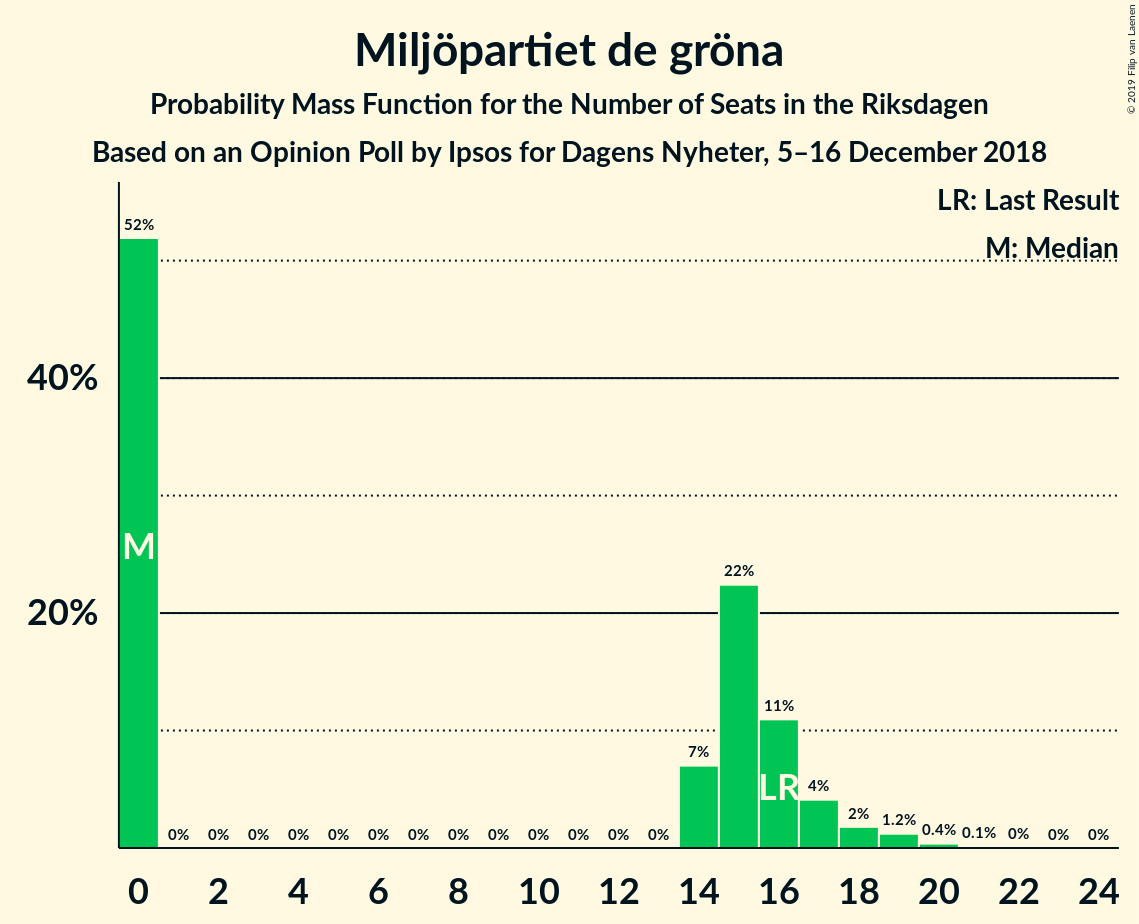 Miljöpartiet de gröna
Probability Mass Function for the Number of Seats in the Riksdagen
Based on an Opinion Poll by Ipsos for Dagens Nyheter, 5–16 December 2018
© 2019 Filip van Laenen
LR: Last Result
M: Median
52%
40%
M
22%
20%
11%
7%
LR
4%
2%
1.2%
0.4%
0.1%
0% 0% 0% 0% 0% 0% 0% 0% 0% 0% 0% 0% 0% 0% 0% 0%
0 2 4 6 8 10 12 14 16 18 20 22 24